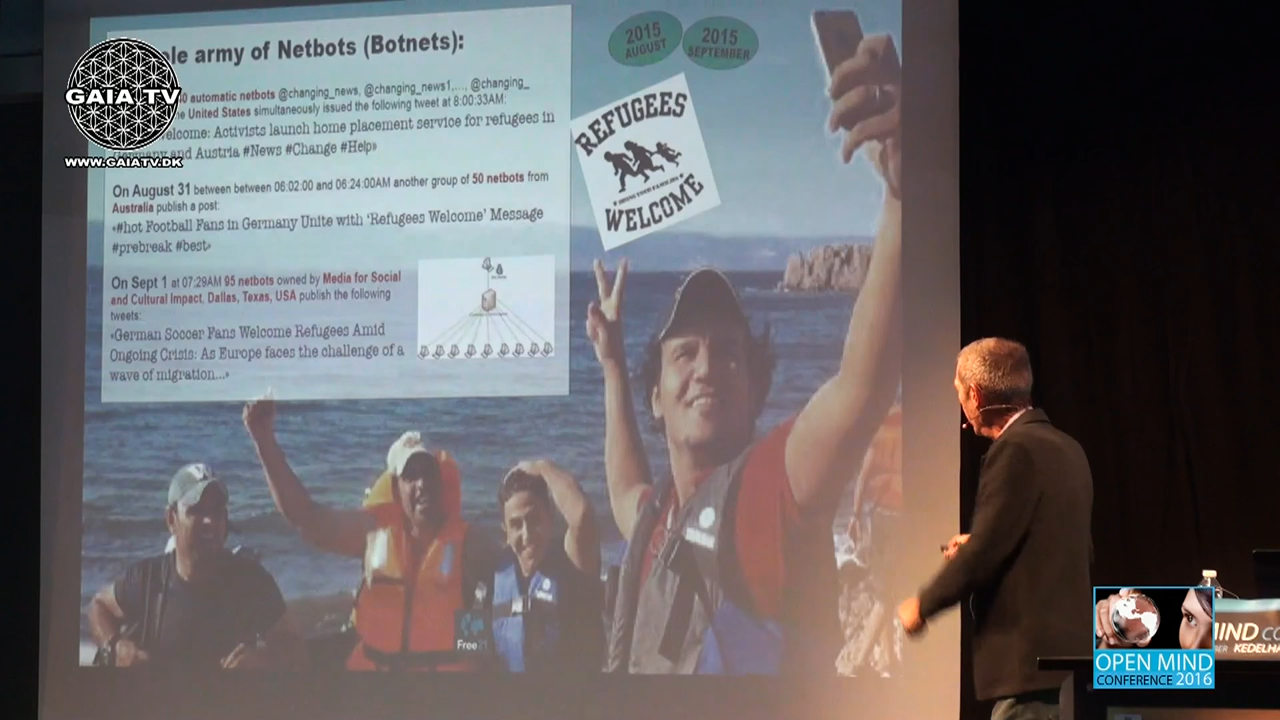 GAIA TV
WWW.GAIATV.DK
army of Netbots (Botnets):
automatic netbots @changing_news, @changing_news1,..., @changing_
United States simultaneously issued the following tweet at 8:00:33AM:
elcome: Activists launch home placement service for refugees in
Germany and Austria #News #Change #Help»
On August 31 between between 06:02:00 and 06:24:00AM another group of 50 netbots from
Australia publish a post:
«#hot Football Fans in Germany Unite with 'Refugees Welcome' Message
#prebreak #best»
On Sept 1 at 07:29AM 95 netbots owned by Media for Social
and Cultural Impact, Dallas, Texas, USA publish the following
tweets:
«German Soccer Fans Welcome Refugees Amid
Ongoing Crisis: As Europe faces the challenge of a
wave of migration...»
2015
AUGUST
2015
SEPTEMBER
REFUGEES
WELCOME
Free
OPEN MIND
CONFERENCE 2016